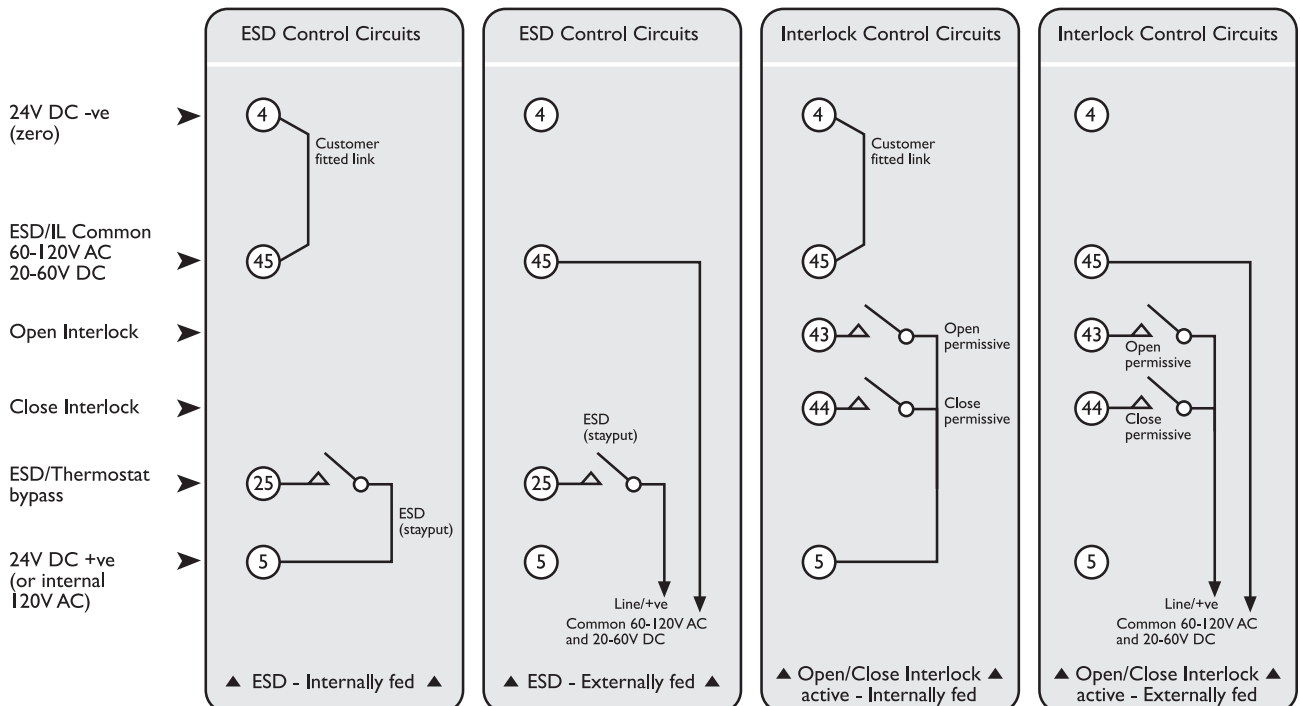 ESD Control Circuits
ESD Control Circuits
Interlock Control Circuits
Interlock Control Circuits
24V DC -ve
(zero)
ESD/IL Common
60-120V AC
20-60V DC
Open Interlock
Close Interlock
ESD/Thermostat
bypass
24V DC +ve
(or internal
120V AC)
4
Customer
fitted link
45
25
ESD
(stayput)
5
▲ ESD - Internally fed ▲
4
45
ESD
(stayput)
25
5
Line/+ve
Common 60-120V AC
and 20-60V DC
▲ ESD - Externally fed ▲
4
Customer
fitted link
45
43
Open
permissive
44
Close
permissive
5
▲ Open/Close Interlock ▲
active - Internally fed
4
45
43
Open
permissive
44
Close
permissive
5
Line/+ve
Common 60-120V AC
and 20-60V DC
▲ Open/Close Interlock ▲
active - Externally fed